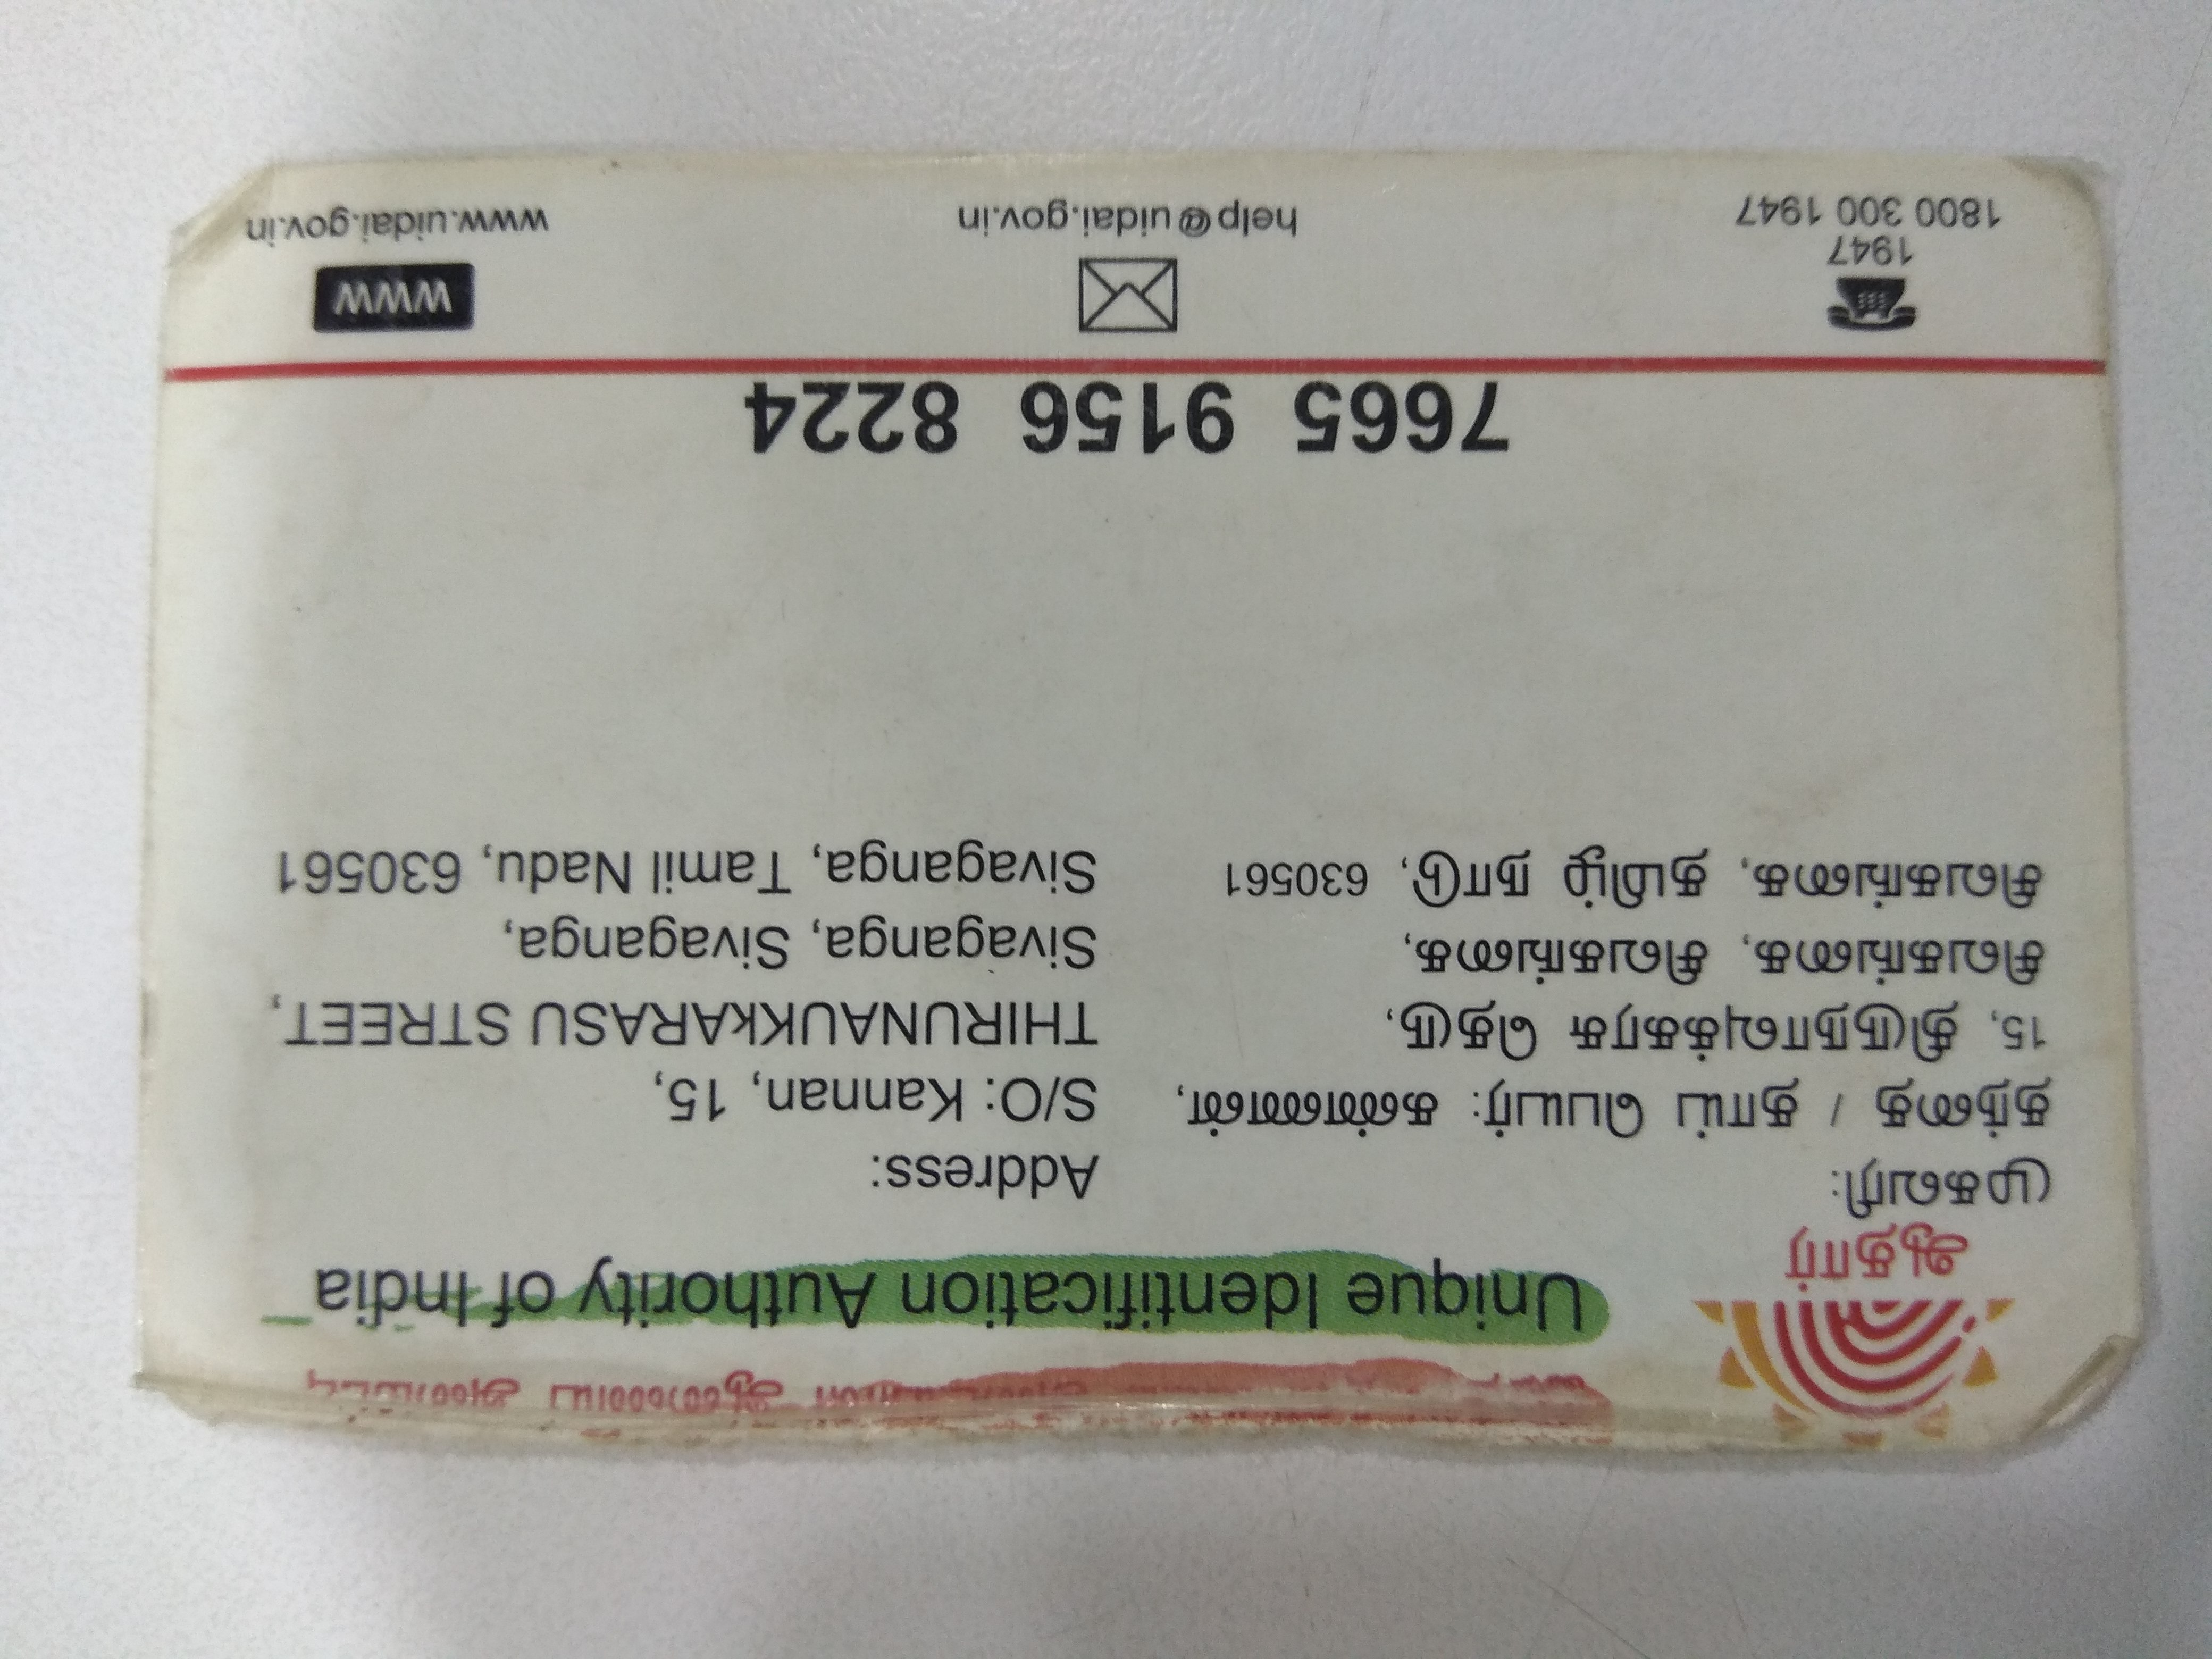 Unique Identification Authority of India
ஆதார்
முகவரி:
தந்தை / தாய் பெயர்: கண்ணன்,
15, திருநாவுக்கரசு தெரு,
சிவகங்கை, சிவகங்கை,
சிவகங்கை, தமிழ் நாடு, 630561
Address:
S/O: Kannan, 15,
THIRUNAUKKARASU STREET,
Sivaganga, Sivaganga,
Sivaganga, Tamil Nadu, 630561
7665 9156 8224
1947
1800 300 1947
help@uidai.gov.in
WWW
www.uidai.gov.in